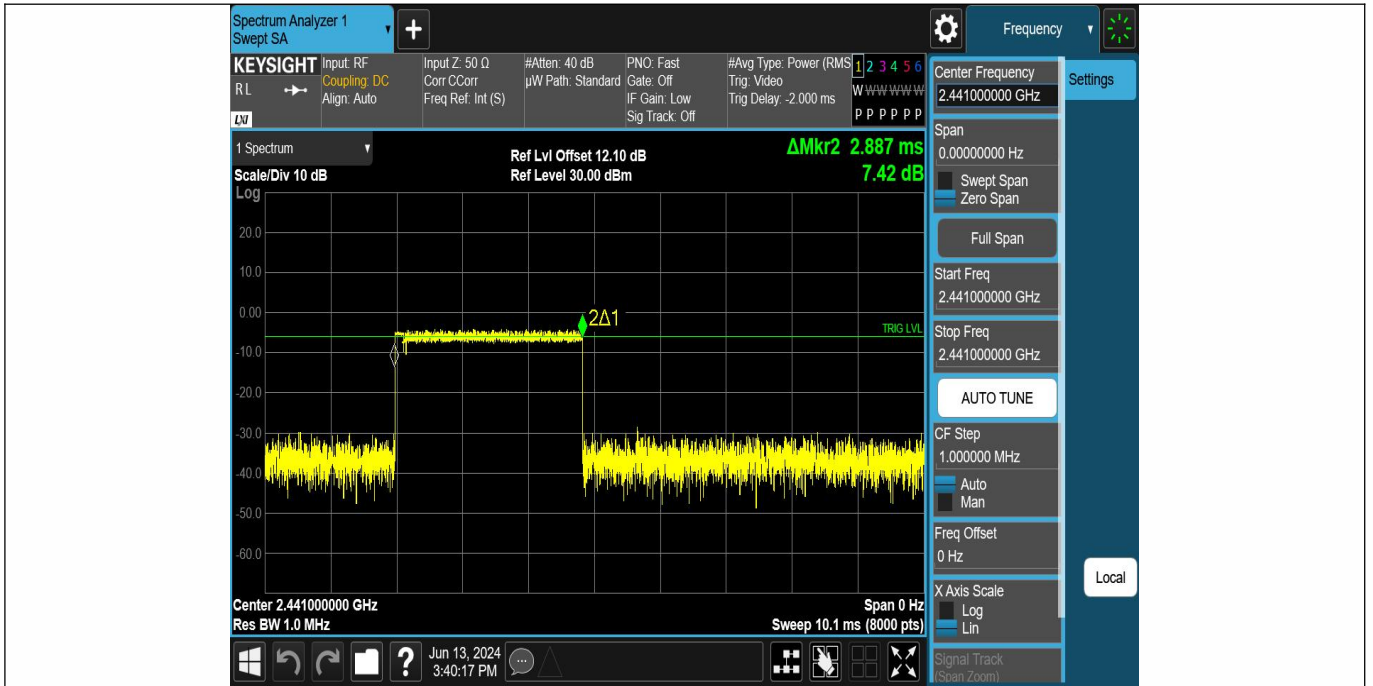 Spectrum Analyzer 1
Swept SA
+
Frequency
KEYSIGHT
RL
LXI
Input: RF
Coupling: DC
Align: Auto
Input Z: 50 Ω
Corr CCorr
Freq Ref: Int (S)
#Atten: 40 dB
µW Path: Standard
PNO: Fast
Gate: Off
IF Gain: Low
Sig Track: Off
#Avg Type: Power (RMS
Trig: Video
Trig Delay: -2.000 ms
1 2 3 4 5 6
W W W W W W
P P P P P P
1 Spectrum
Scale/Div 10 dB
Ref Lvl Offset 12.10 dB
Ref Level 30.00 dBm
ΔMkr2 2.887 ms
7.42 dB
Log
20.0
10.0
0.00
-10.0
-20.0
-30.0
-40.0
-50.0
-60.0
2Δ1
TRIG LVL
Center 2.441000000 GHz
Res BW 1.0 MHz
Span 0 Hz
Sweep 10.1 ms (8000 pts)
Center Frequency
2.441000000 GHz
Settings
Span
0.00000000 Hz
Swept Span
Zero Span
Full Span
Start Freq
2.441000000 GHz
Stop Freq
2.441000000 GHz
AUTO TUNE
CF Step
1.000000 MHz
Auto
Man
Freq Offset
0 Hz
X Axis Scale
Log
Lin
Local
Signal Track
(Span Zoom)
?
Jun 13, 2024
3:40:17 PM